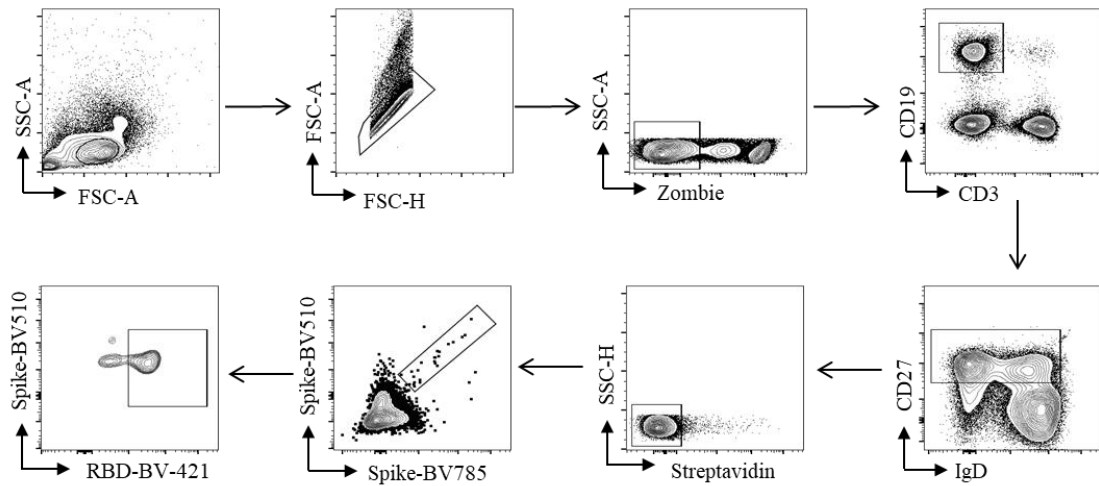 SSC-A
FSC-A
FSC-A
FSC-H
SSC-A
Zombie
CD19
CD3
Spike-BV510
RBD-BV-421
Spike-BV510
Spike-BV785
SSC-H
Streptavidin
CD27
IgD